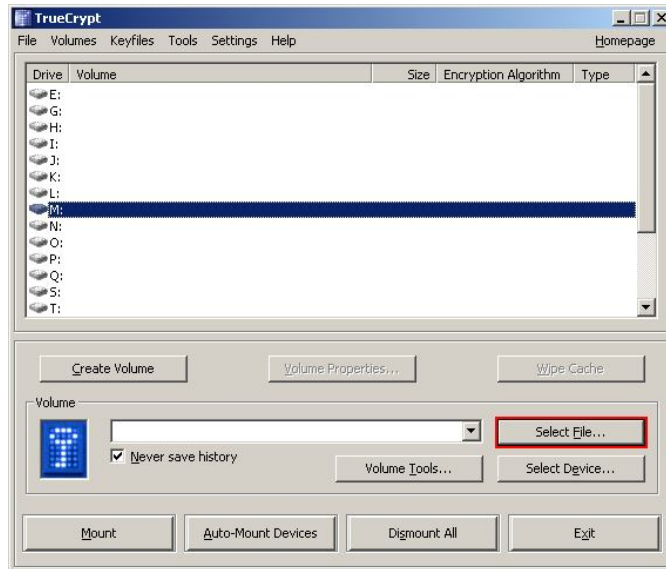 TrueCrypt
File Volumes Keyfiles Tools Settings Help Homepage
Drive Volume Size Encryption Algorithm Type
E:
G:
H:
I:
J:
K:
L:
M:
N:
O:
P:
Q:
S:
T:
Create Volume Volume Properties... Wipe Cache
Volume
Select File...
Never save history
Volume Tools... Select Device...
Mount Auto-Mount Devices Dismount All Exit